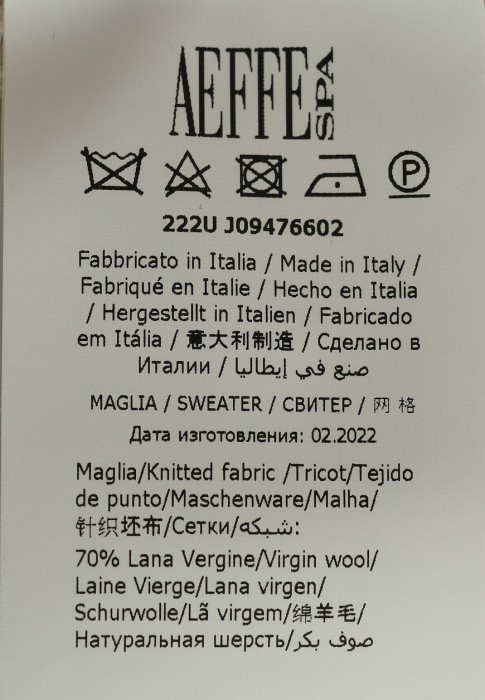 AEFFE SPA
P
222U J09476602
Fabbricato in Italia / Made in Italy /
Fabriqué en Italie / Hecho en Italia
/ Hergestellt in Italien / Fabricado
em Itália / 意大利制造 / Сделано в
Италии / صنع في إيطاليا
MAGLIA / SWEATER / СВИТЕР / 网 格
Дата изготовления: 02.2022
Maglia/Knitted fabric /Tricot/Tejido
de punto/Maschenware/Malha/
针织坯布/Сетки/شبكه:
70% Lana Vergine/Virgin wool/
Laine Vierge/Lana virgen/
Schurwolle/Lã virgem/绵羊毛/
Натуральная шерсть/صوف بكر